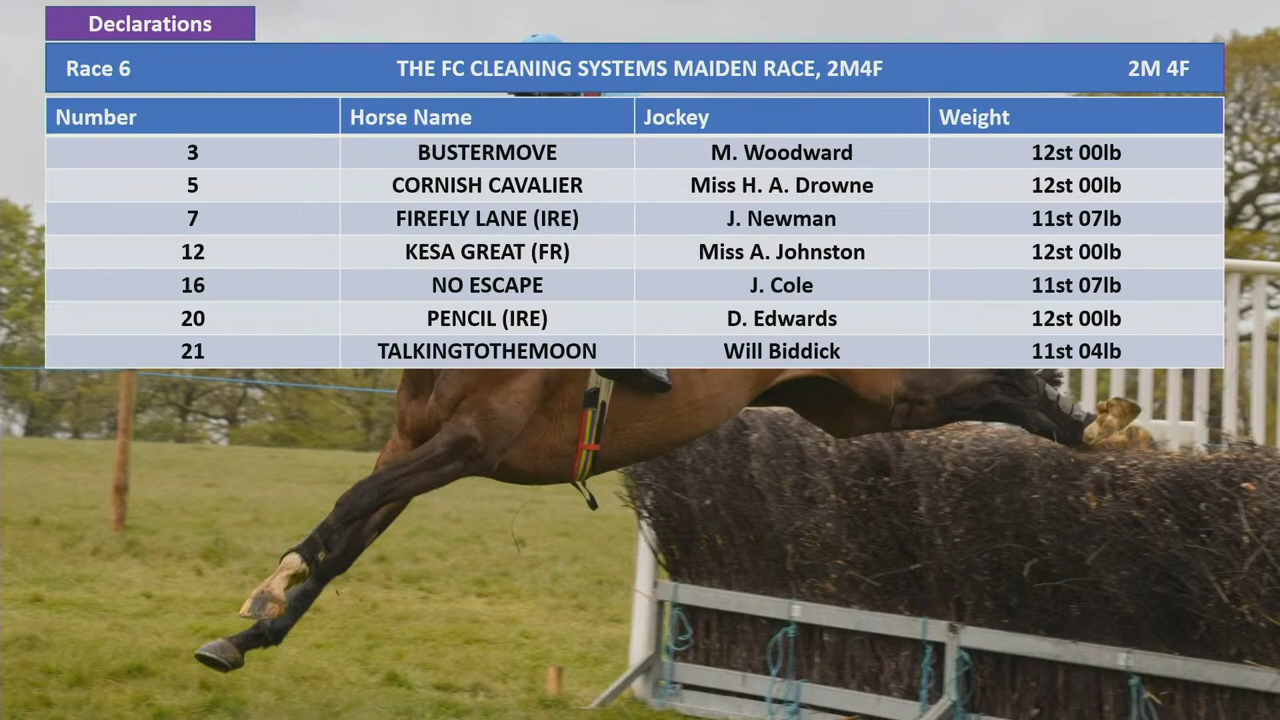 Declarations
Race 6 THE FC CLEANING SYSTEMS MAIDEN RACE, 2M4F 2M 4F
Number Horse Name Jockey Weight
3 BUSTERMOVE M. Woodward 12st 00lb
5 CORNISH CAVALIER Miss H. A. Drowne 12st 00lb
7 FIREFLY LANE (IRE) J. Newman 11st 07lb
12 KESA GREAT (FR) Miss A. Johnston 12st 00lb
16 NO ESCAPE J. Cole 11st 07lb
20 PENCIL (IRE) D. Edwards 12st 00lb
21 TALKINGTOTHEMOON Will Biddick 11st 04lb